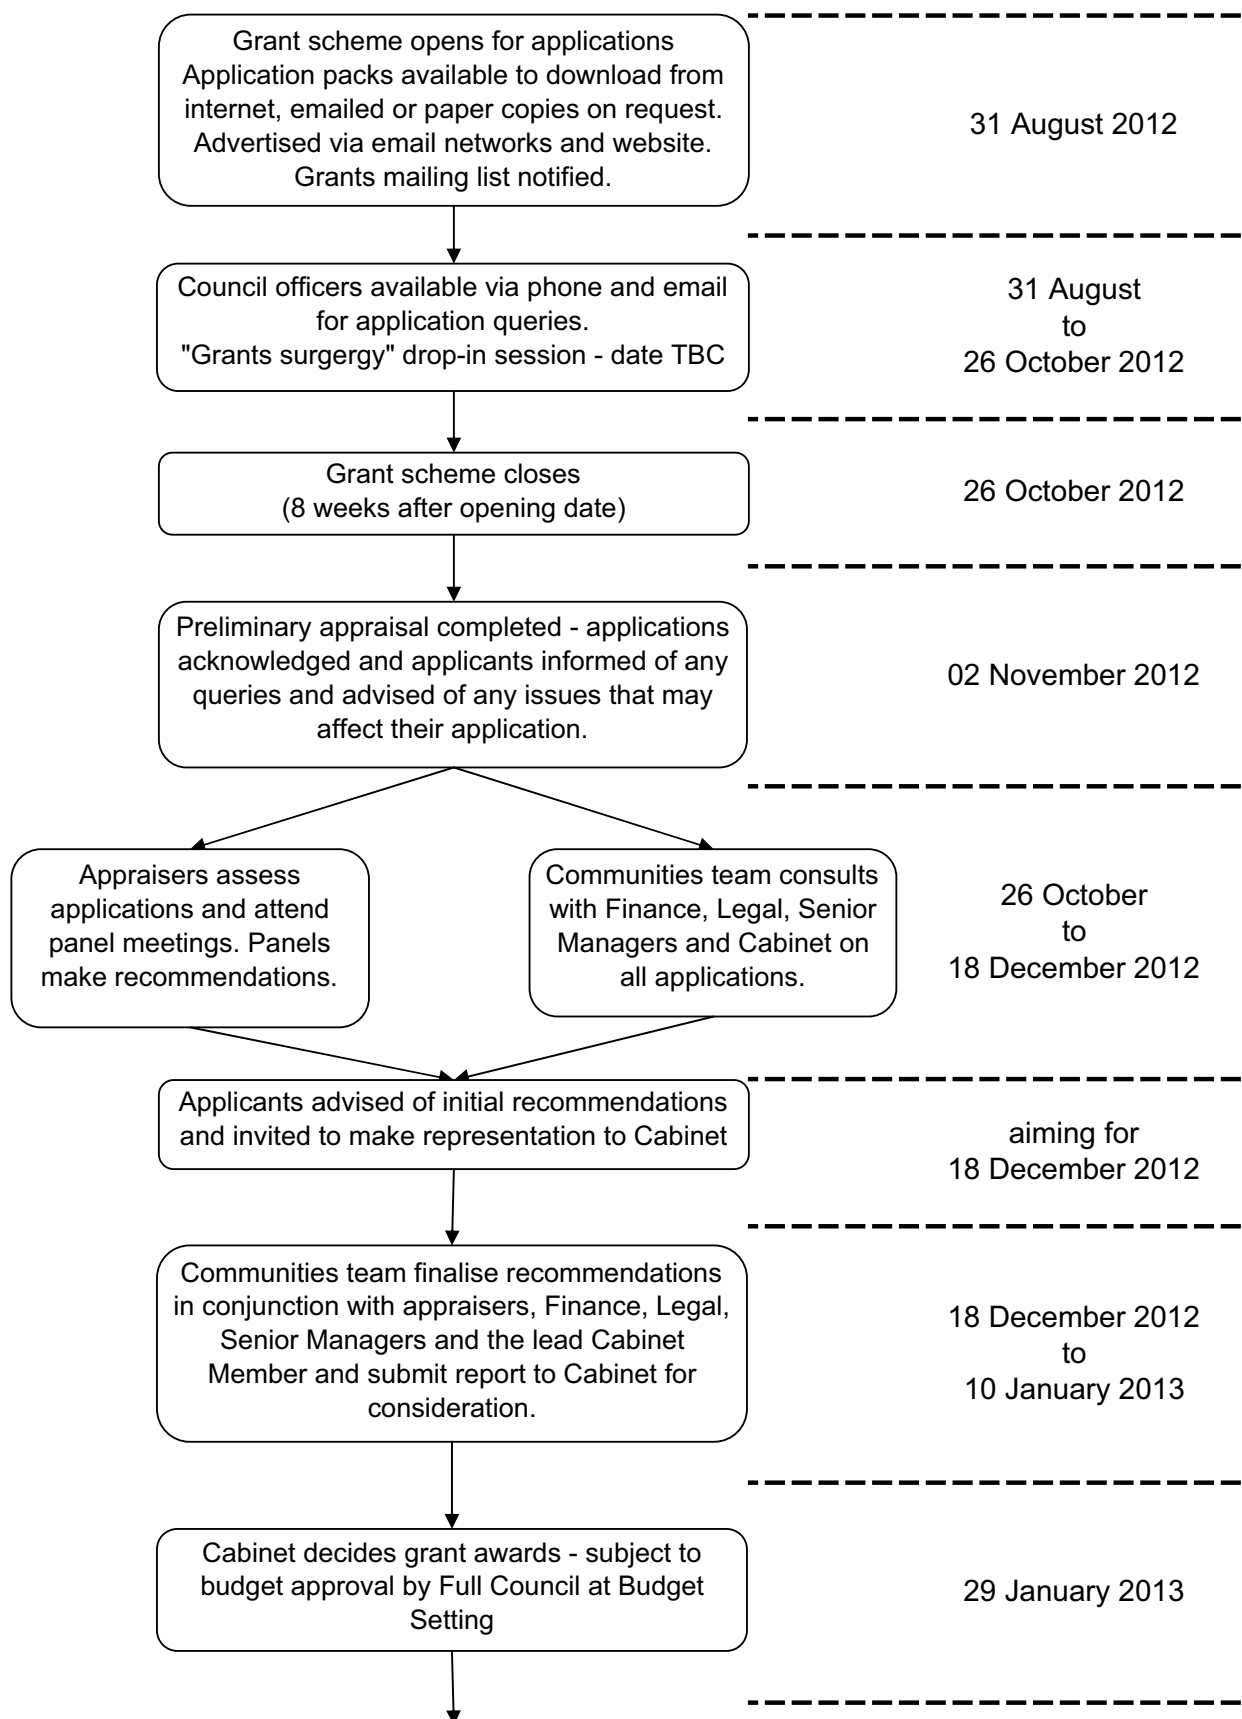 Grant scheme opens for applications
Application packs available to download from
internet, emailed or paper copies on request.
Advertised via email networks and website.
Grants mailing list notified.
31 August 2012
Council officers available via phone and email
for application queries.
"Grants surgergy" drop-in session - date TBC
31 August
to
26 October 2012
Grant scheme closes
(8 weeks after opening date)
26 October 2012
Preliminary appraisal completed - applications
acknowledged and applicants informed of any
queries and advised of any issues that may
affect their application.
02 November 2012
Appraisers assess
applications and attend
panel meetings. Panels
make recommendations.
Communities team consults
with Finance, Legal, Senior
Managers and Cabinet on
all applications.
26 October
to
18 December 2012
Applicants advised of initial recommendations
and invited to make representation to Cabinet
aiming for
18 December 2012
Communities team finalise recommendations
in conjunction with appraisers, Finance, Legal,
Senior Managers and the lead Cabinet
Member and submit report to Cabinet for
consideration.
18 December 2012
to
10 January 2013
Cabinet decides grant awards - subject to
budget approval by Full Council at Budget
Setting
29 January 2013